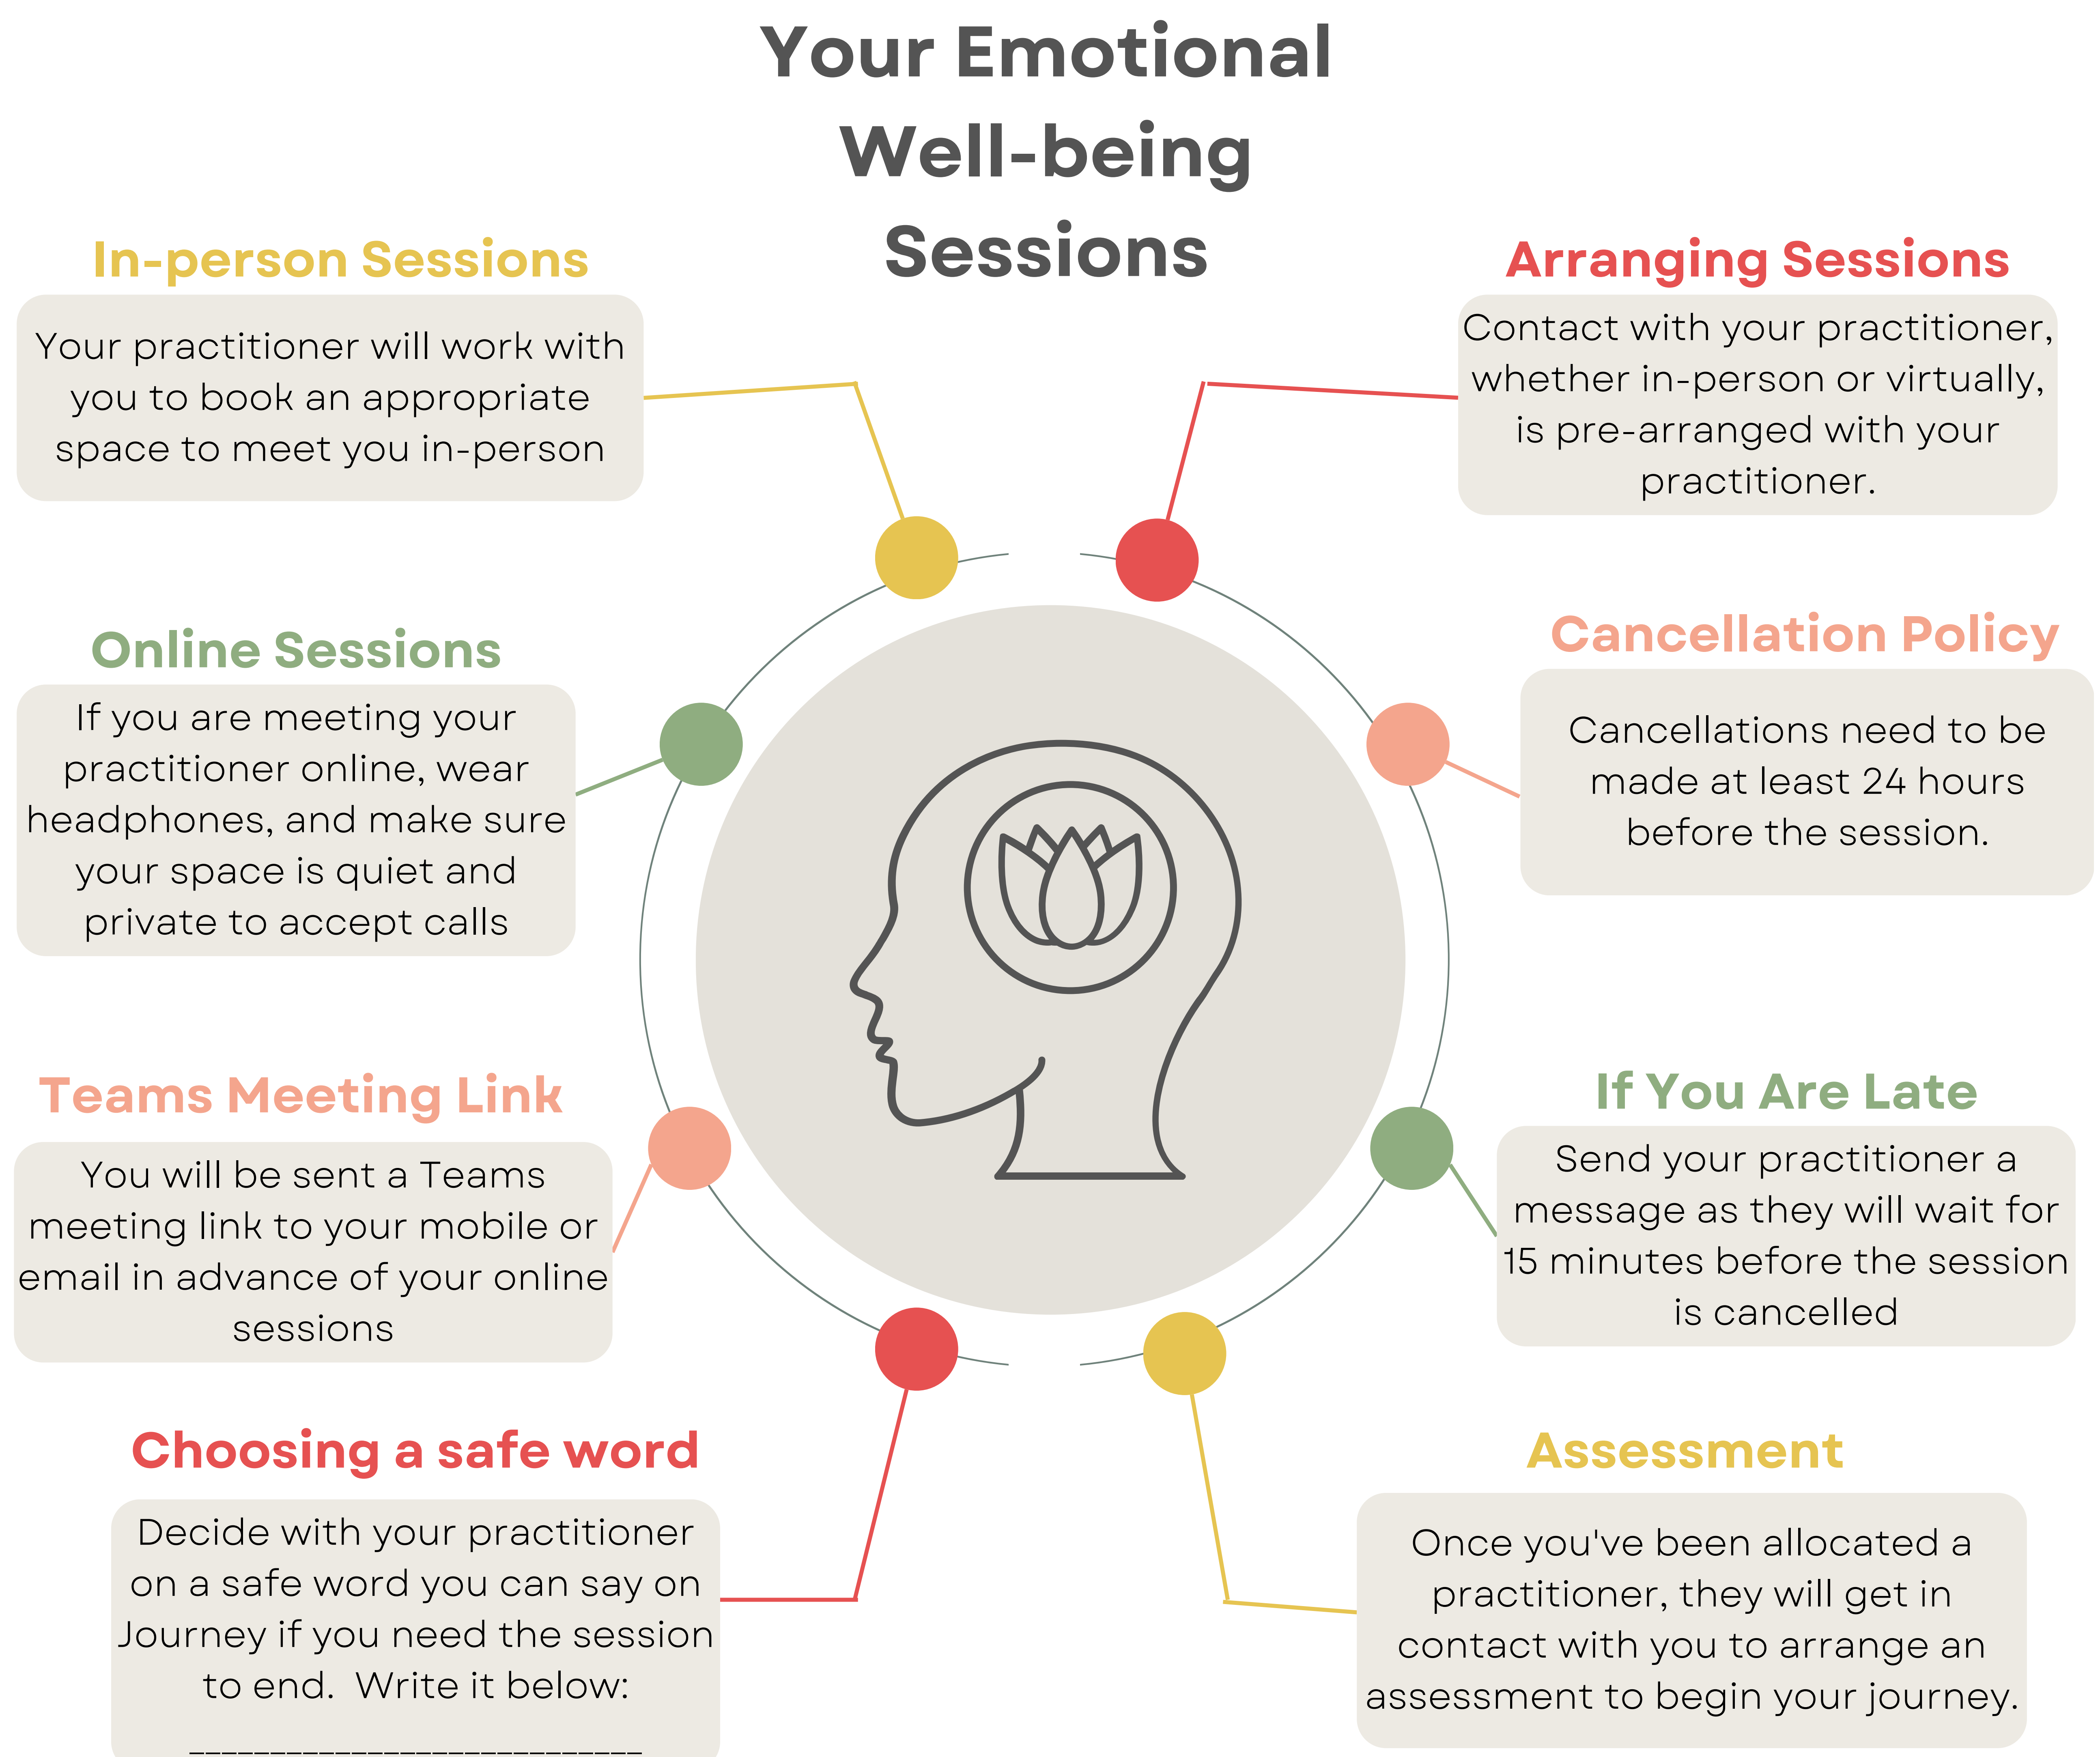 Your Emotional
Well-being
Sessions
In-person Sessions
Your practitioner will work with
you to book an appropriate
space to meet you in-person
Online Sessions
If you are meeting your
practitioner online, wear
headphones, and make sure
your space is quiet and
private to accept calls
Teams Meeting Link
You will be sent a Teams
meeting link to your mobile or
email in advance of your online
sessions
Choosing a safe word
Decide with your practitioner
on a safe word you can say on
Journey if you need the session
to end.  Write it below:
____________________________
Arranging Sessions
Contact with your practitioner,
whether in-person or virtually,
is pre-arranged with your
practitioner.
Cancellation Policy
Cancellations need to be
made at least 24 hours
before the session.
If You Are Late
Send your practitioner a
message as they will wait for
15 minutes before the session
is cancelled
Assessment
Once you've been allocated a
practitioner, they will get in
contact with you to arrange an
assessment to begin your journey.